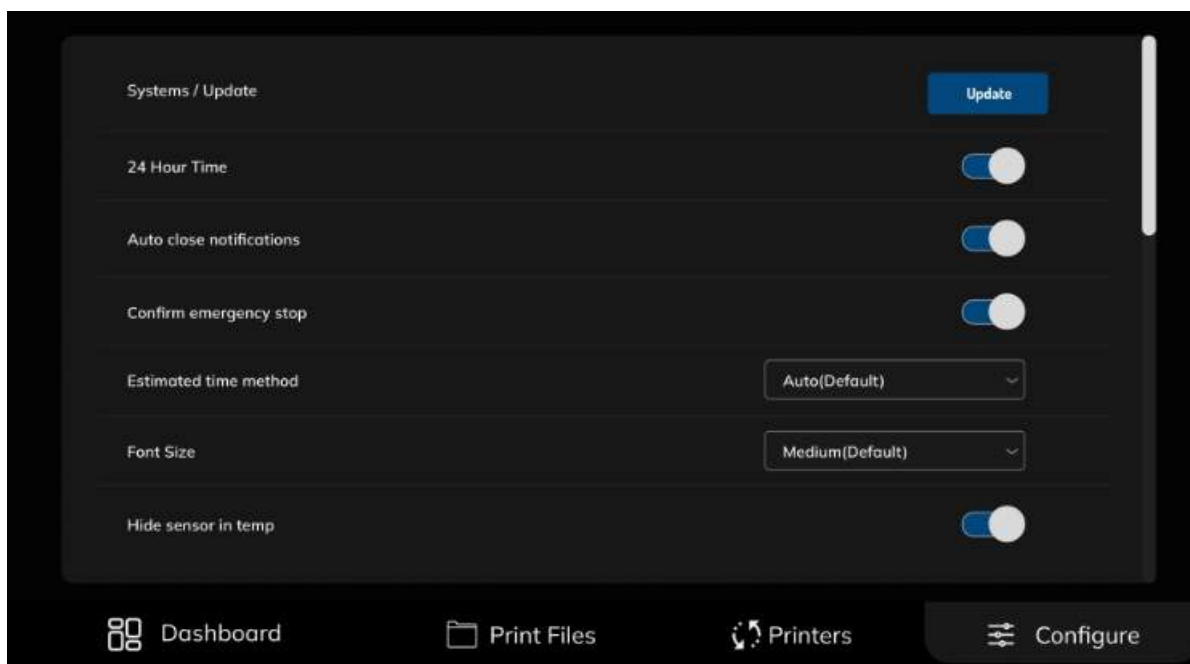 Systems / Update
Update
24 Hour Time
Auto close notifications
Confirm emergency stop
Estimated time method
Auto(Default)
Font Size
Medium(Default)
Hide sensor in temp
Dashboard
Print Files
Printers
Configure